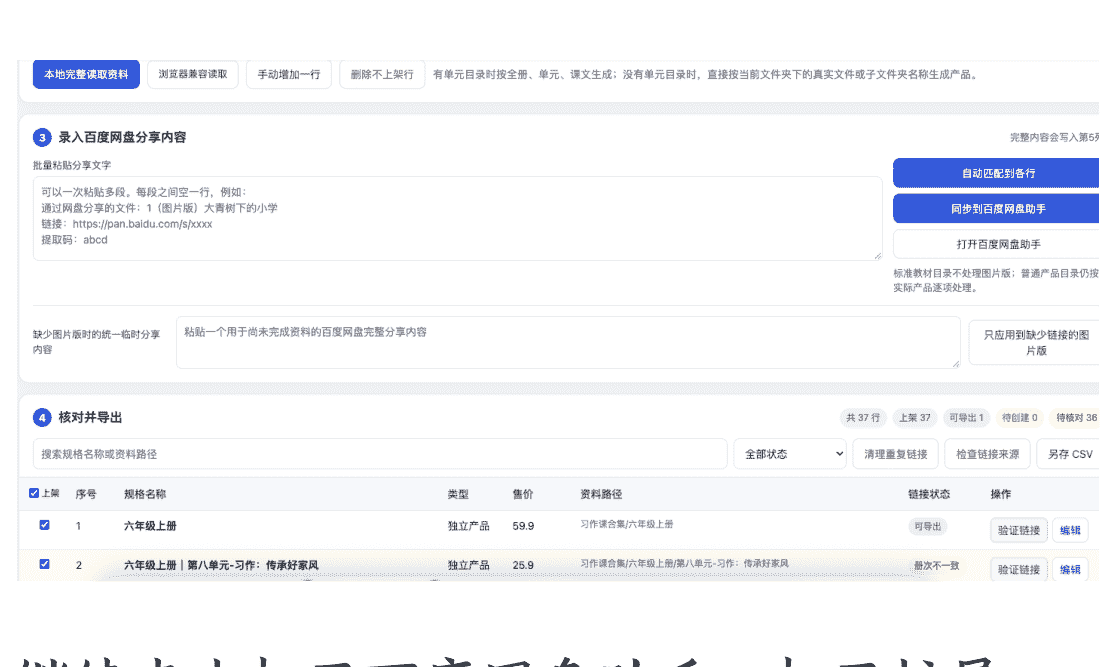 本地完整读取资料 浏览器兼容读取 手动增加一行 删除不上架行 有单元目录时按全册、单元、课文生成；没有单元目录时，直接按当前文件夹下的真实文件或子文件夹名称生成产品。
3 录入百度网盘分享内容
完整内容会写入第5列
批量粘贴分享文字
可以一次粘贴多段。每段之间空一行，例如：
通过网盘分享的文件：1（图片版）大青树下的小学
链接：https://pan.baidu.com/s/xxxx
提取码：abcd
自动匹配到各行
同步到百度网盘助手
打开百度网盘助手
标准教材目录不处理图片版；普通产品目录仍按
实际产品逐项处理。
缺少图片版时的统一临时分享
内容
粘贴一个用于尚未完成资料的百度网盘完整分享内容
只应用到缺少链接的图
片版
4 核对并导出
共 37 行 上架 37 可导出 1 待创建 0 待核对 36
搜索规格名称或资料路径 全部状态 清理重复链接 检查链接来源 另存 CSV
上架 序号 规格名称 类型 售价 资料路径 链接状态 操作
1 六年级上册 独立产品 59.9 习作课合集/六年级上册 可导出 验证链接 编辑
2 六年级上册｜第八单元-习作：传承好家风 独立产品 25.9 习作课合集/六年级上册/第八单元-习作：传承好家风 册次不一致 验证链接 编辑